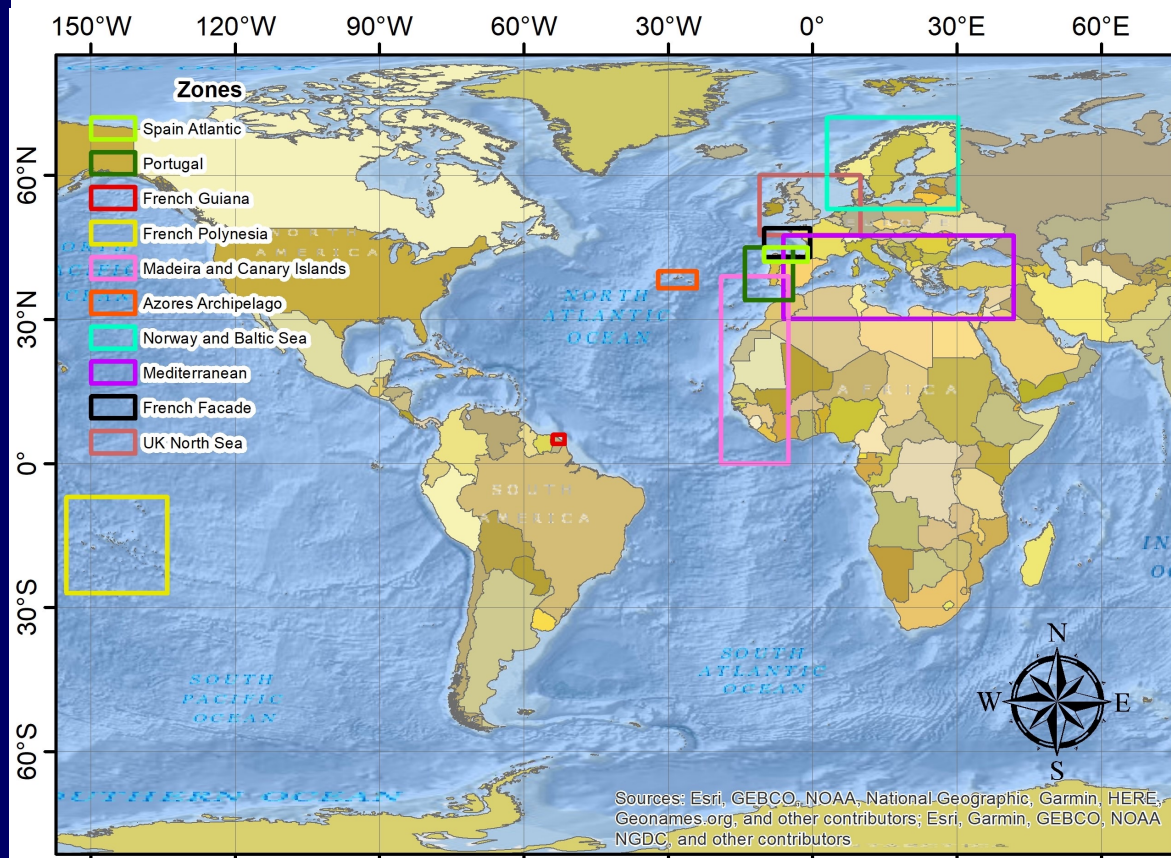 150°W 120°W 90°W 60°W 30°W 0° 30°E 60°E
60°N
30°N
0°
30°S
60°S
Zones
Spain Atlantic
Portugal
French Guiana
French Polynesia
Madeira and Canary Islands
Azores Archipelago
Norway and Baltic Sea
Mediterranean
French Facade
UK North Sea
AMERICA
NORTH
ATLANTIC
OCEAN
AFRICA
SOUTH
AMERICA
SOUTH
PACIFIC
OCEAN
SOUTH
ATLANTIC
OCEAN
IN
N
W E
S
Sources: Esri, GEBCO, NOAA, National Geographic, Garmin, HERE,
Geonames.org, and other contributors; Esri, Garmin, GEBCO, NOAA
NGDC, and other contributors